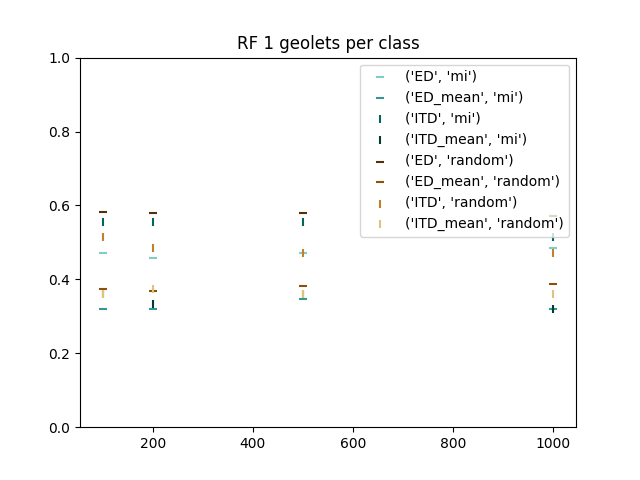 RF 1 geolets per class
1.0
0.8
0.6
0.4
0.2
0.0
200
400
600
800
1000
('ED', 'mi')
('ED_mean', 'mi')
('ITD', 'mi')
('ITD_mean', 'mi')
('ED', 'random')
('ED_mean', 'random')
('ITD', 'random')
('ITD_mean', 'random')